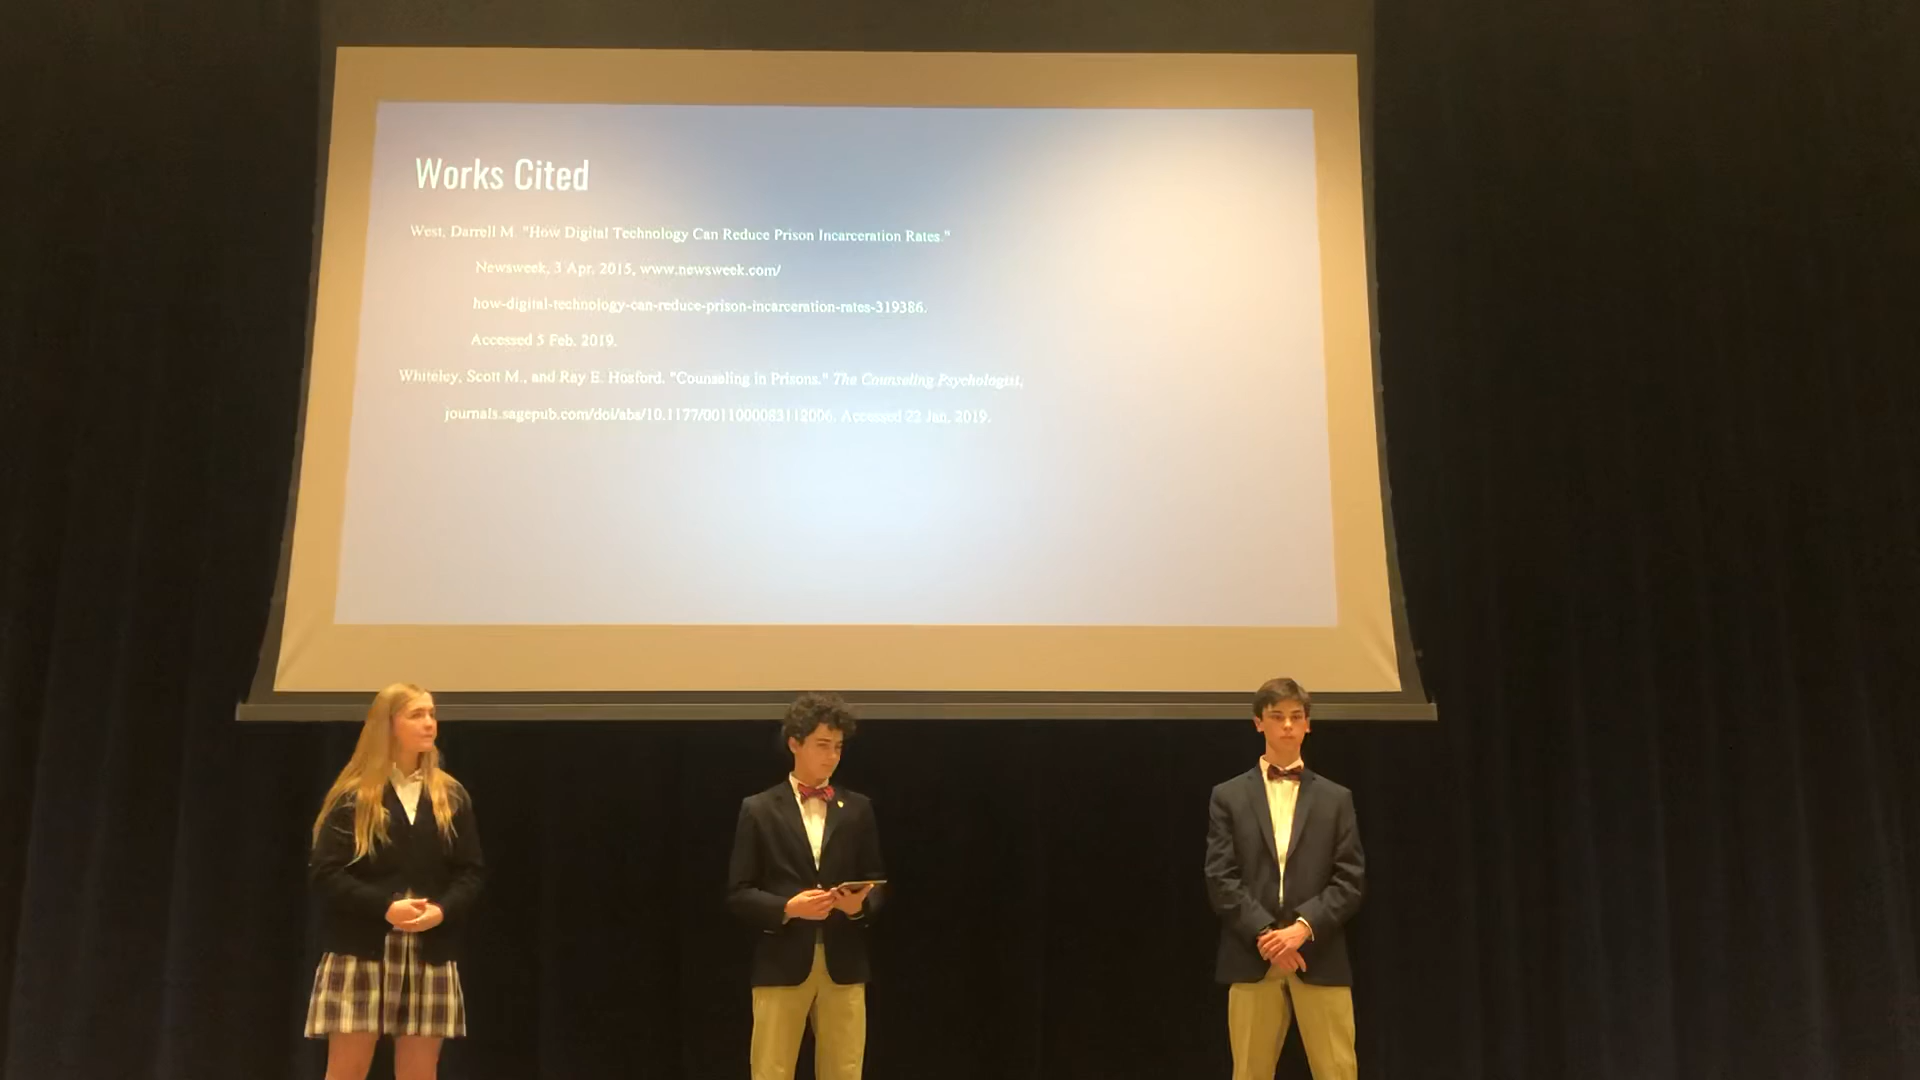 Works Cited
West, Darrell M. "How Digital Technology Can Reduce Prison Incarceration Rates."
Newsweek, 3 Apr. 2015, www.newsweek.com/
how-digital-technology-can-reduce-prison-incarceration-rates-319386.
Accessed 5 Feb. 2019.
Whiteley, Scott M., and Ray E. Hosford. "Counseling in Prisons." The Counseling Psychologist,
journals.sagepub.com/doi/abs/10.1177/0011000083112006. Accessed 22 Jan. 2019.